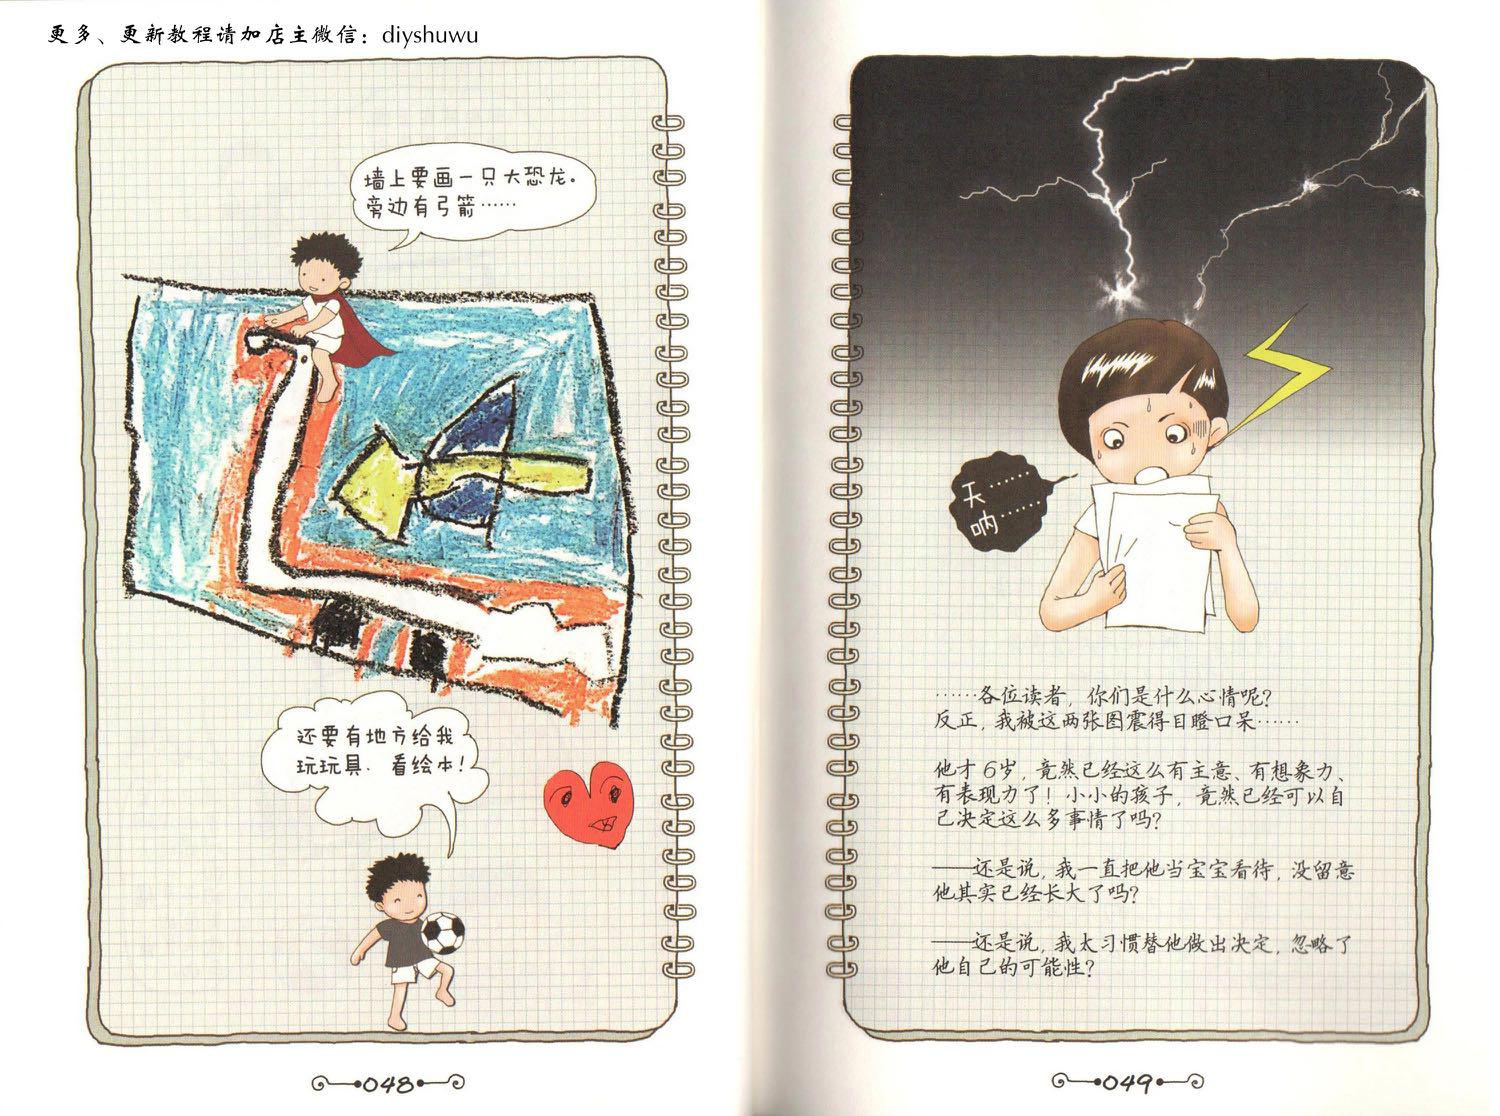 更多、更新教程请加店主微信：diyshuwu
墙上要画一只大恐龙。
旁边有弓箭……
还要有地方给我
玩玩具、看绘本！
048
天……
呐……
……各位读者，你们是什么心情呢？
反正，我被这两张图震得目瞪口呆……
他才6岁，竟然已经这么有主意、有想象力、
有表现力了！小小的孩子，竟然已经可以自
己决定这么多事情了吗？
——还是说，我一直把他当宝宝看待，没留意
他其实已经长大了吗？
——还是说，我太习惯替他做出决定，忽略了
他自己的可能性？
049